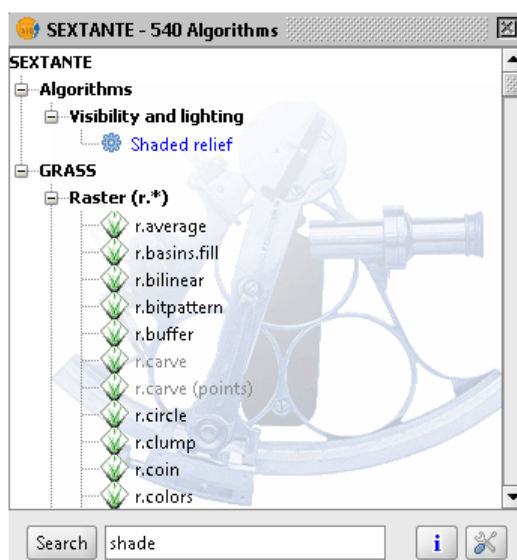 SEXTANTE - 540 Algorithms
SEXTANTE
Algorithms
Visibility and lighting
Shaded relief
GRASS
Raster (r.*)
r.average
r.basins.fill
r.bilinear
r.bitpattern
r.buffer
r.carve
r.carve (points)
r.circle
r.clump
r.coin
r.colors
Search shade i